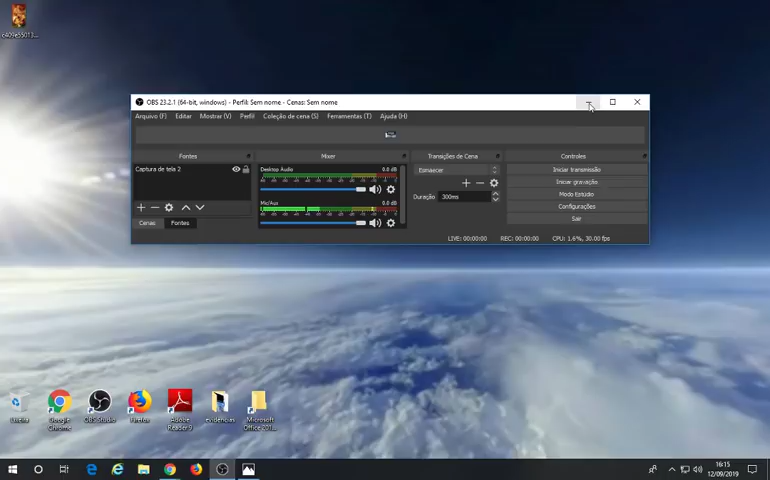 c409e55013...
OBS 23.2.1 (64-bit, windows) - Perfil: Sem nome - Cenas: Sem nome
Arquivo (F) Editar Mostrar (V) Perfil Coleção de cena (S) Ferramentas (T) Ajuda (H)
Fontes Mixer Transições de Cena Controles
Captura de tela 2
Desktop Audio 0.0 dB
Mic/Aux 0.0 dB
Esmaecer
Duração 300ms
Iniciar transmissão
Iniciar gravação
Modo Estúdio
Configurações
Sair
Cenas Fontes
LIVE: 00:00:00 REC: 00:00:00 CPU: 1.6%, 30.00 fps
Lixeira
Google Chrome
OBS Studio
Firefox
Adobe Reader 9
evidencias
Microsoft Office 201...
16:15
12/09/2019